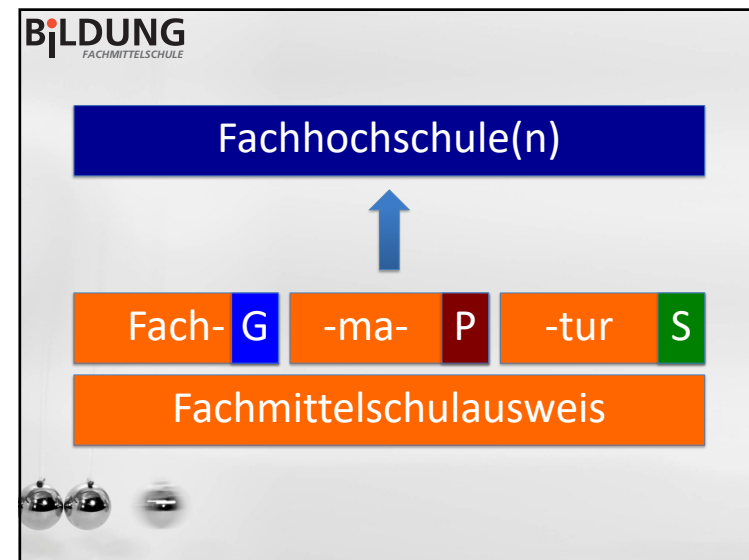 BiLDUNG
FACHMITTELSCHULE
Fachhochschule(n)
Fach- G -ma- P -tur S
Fachmittelschulausweis